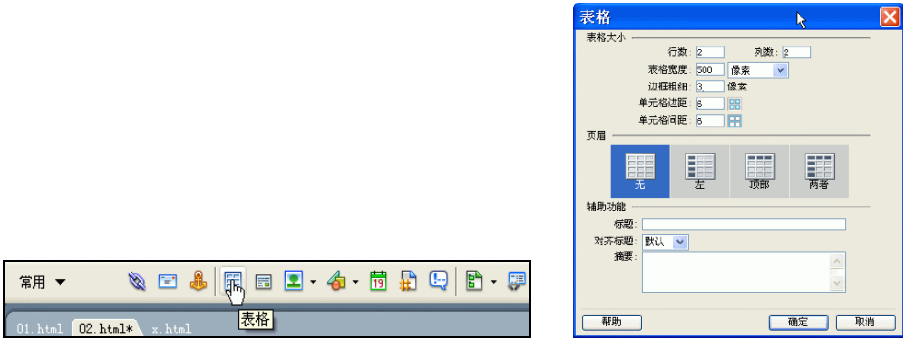 表格
表格大小
行数: 2 列数: 2
表格宽度: 500 像素
边框粗细: 3 像素
单元格边距: 6
单元格间距: 6
页眉
无 左 顶部 两者
辅助功能
标题:
对齐标题: 默认
摘要:
帮助 确定 取消
常用 19
表格
01.html 02.html* x.html